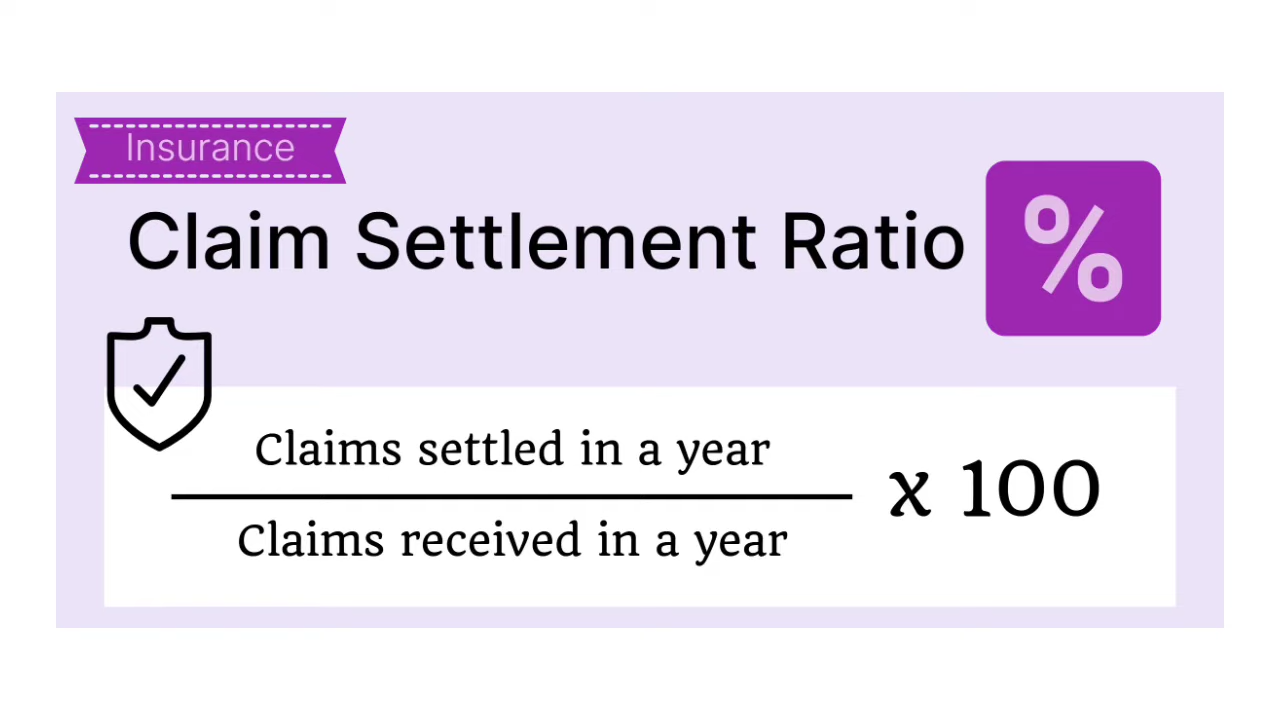 Insurance
Claim Settlement Ratio
%
Claims settled in a year
Claims received in a year
x 100